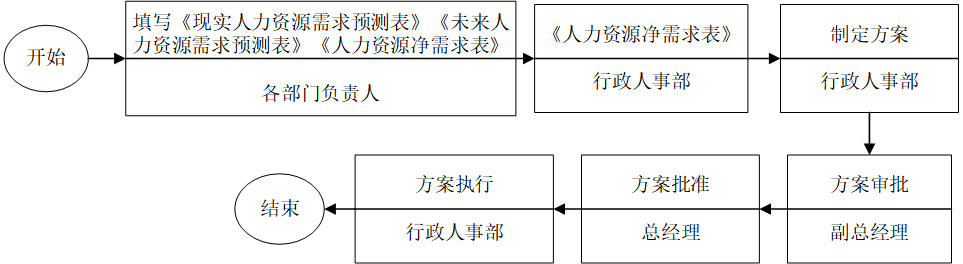 开始
填写《现实人力资源需求预测表》《未来人
力资源需求预测表》《人力资源净需求表》
各部门负责人
《人力资源净需求表》
行政人事部
制定方案
行政人事部
方案审批
副总经理
方案批准
总经理
方案执行
行政人事部
结束